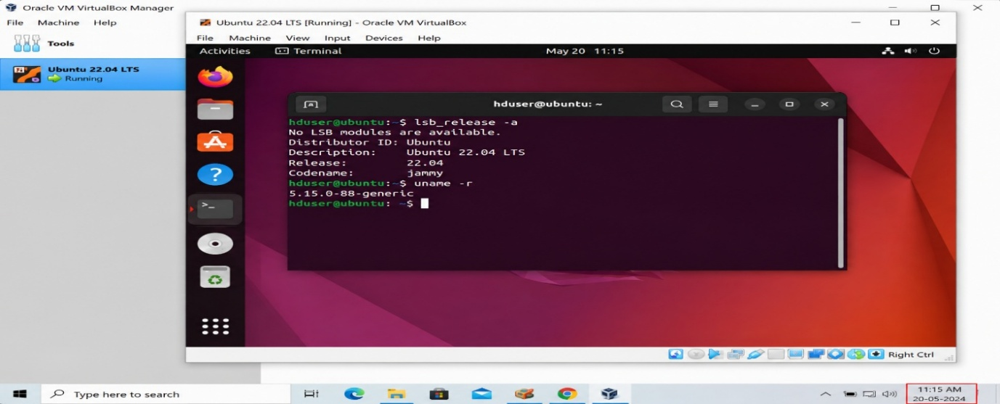 Oracle VM VirtualBox Manager
File Machine Help
Tools
Ubuntu 22.04 LTS
Running
Ubuntu 22.04 LTS [Running] - Oracle VM VirtualBox
File Machine View Input Devices Help
Activities Terminal May 20 11:15
hduser@ubuntu: ~
hduser@ubuntu:~$ lsb_release -a
No LSB modules are available.
Distributor ID: Ubuntu
Description: Ubuntu 22.04 LTS
Release: 22.04
Codename: jammy
hduser@ubuntu:~$ uname -r
5.15.0-88-generic
hduser@ubuntu: ~$
Right Ctrl
Type here to search
11:15 AM
20-05-2024